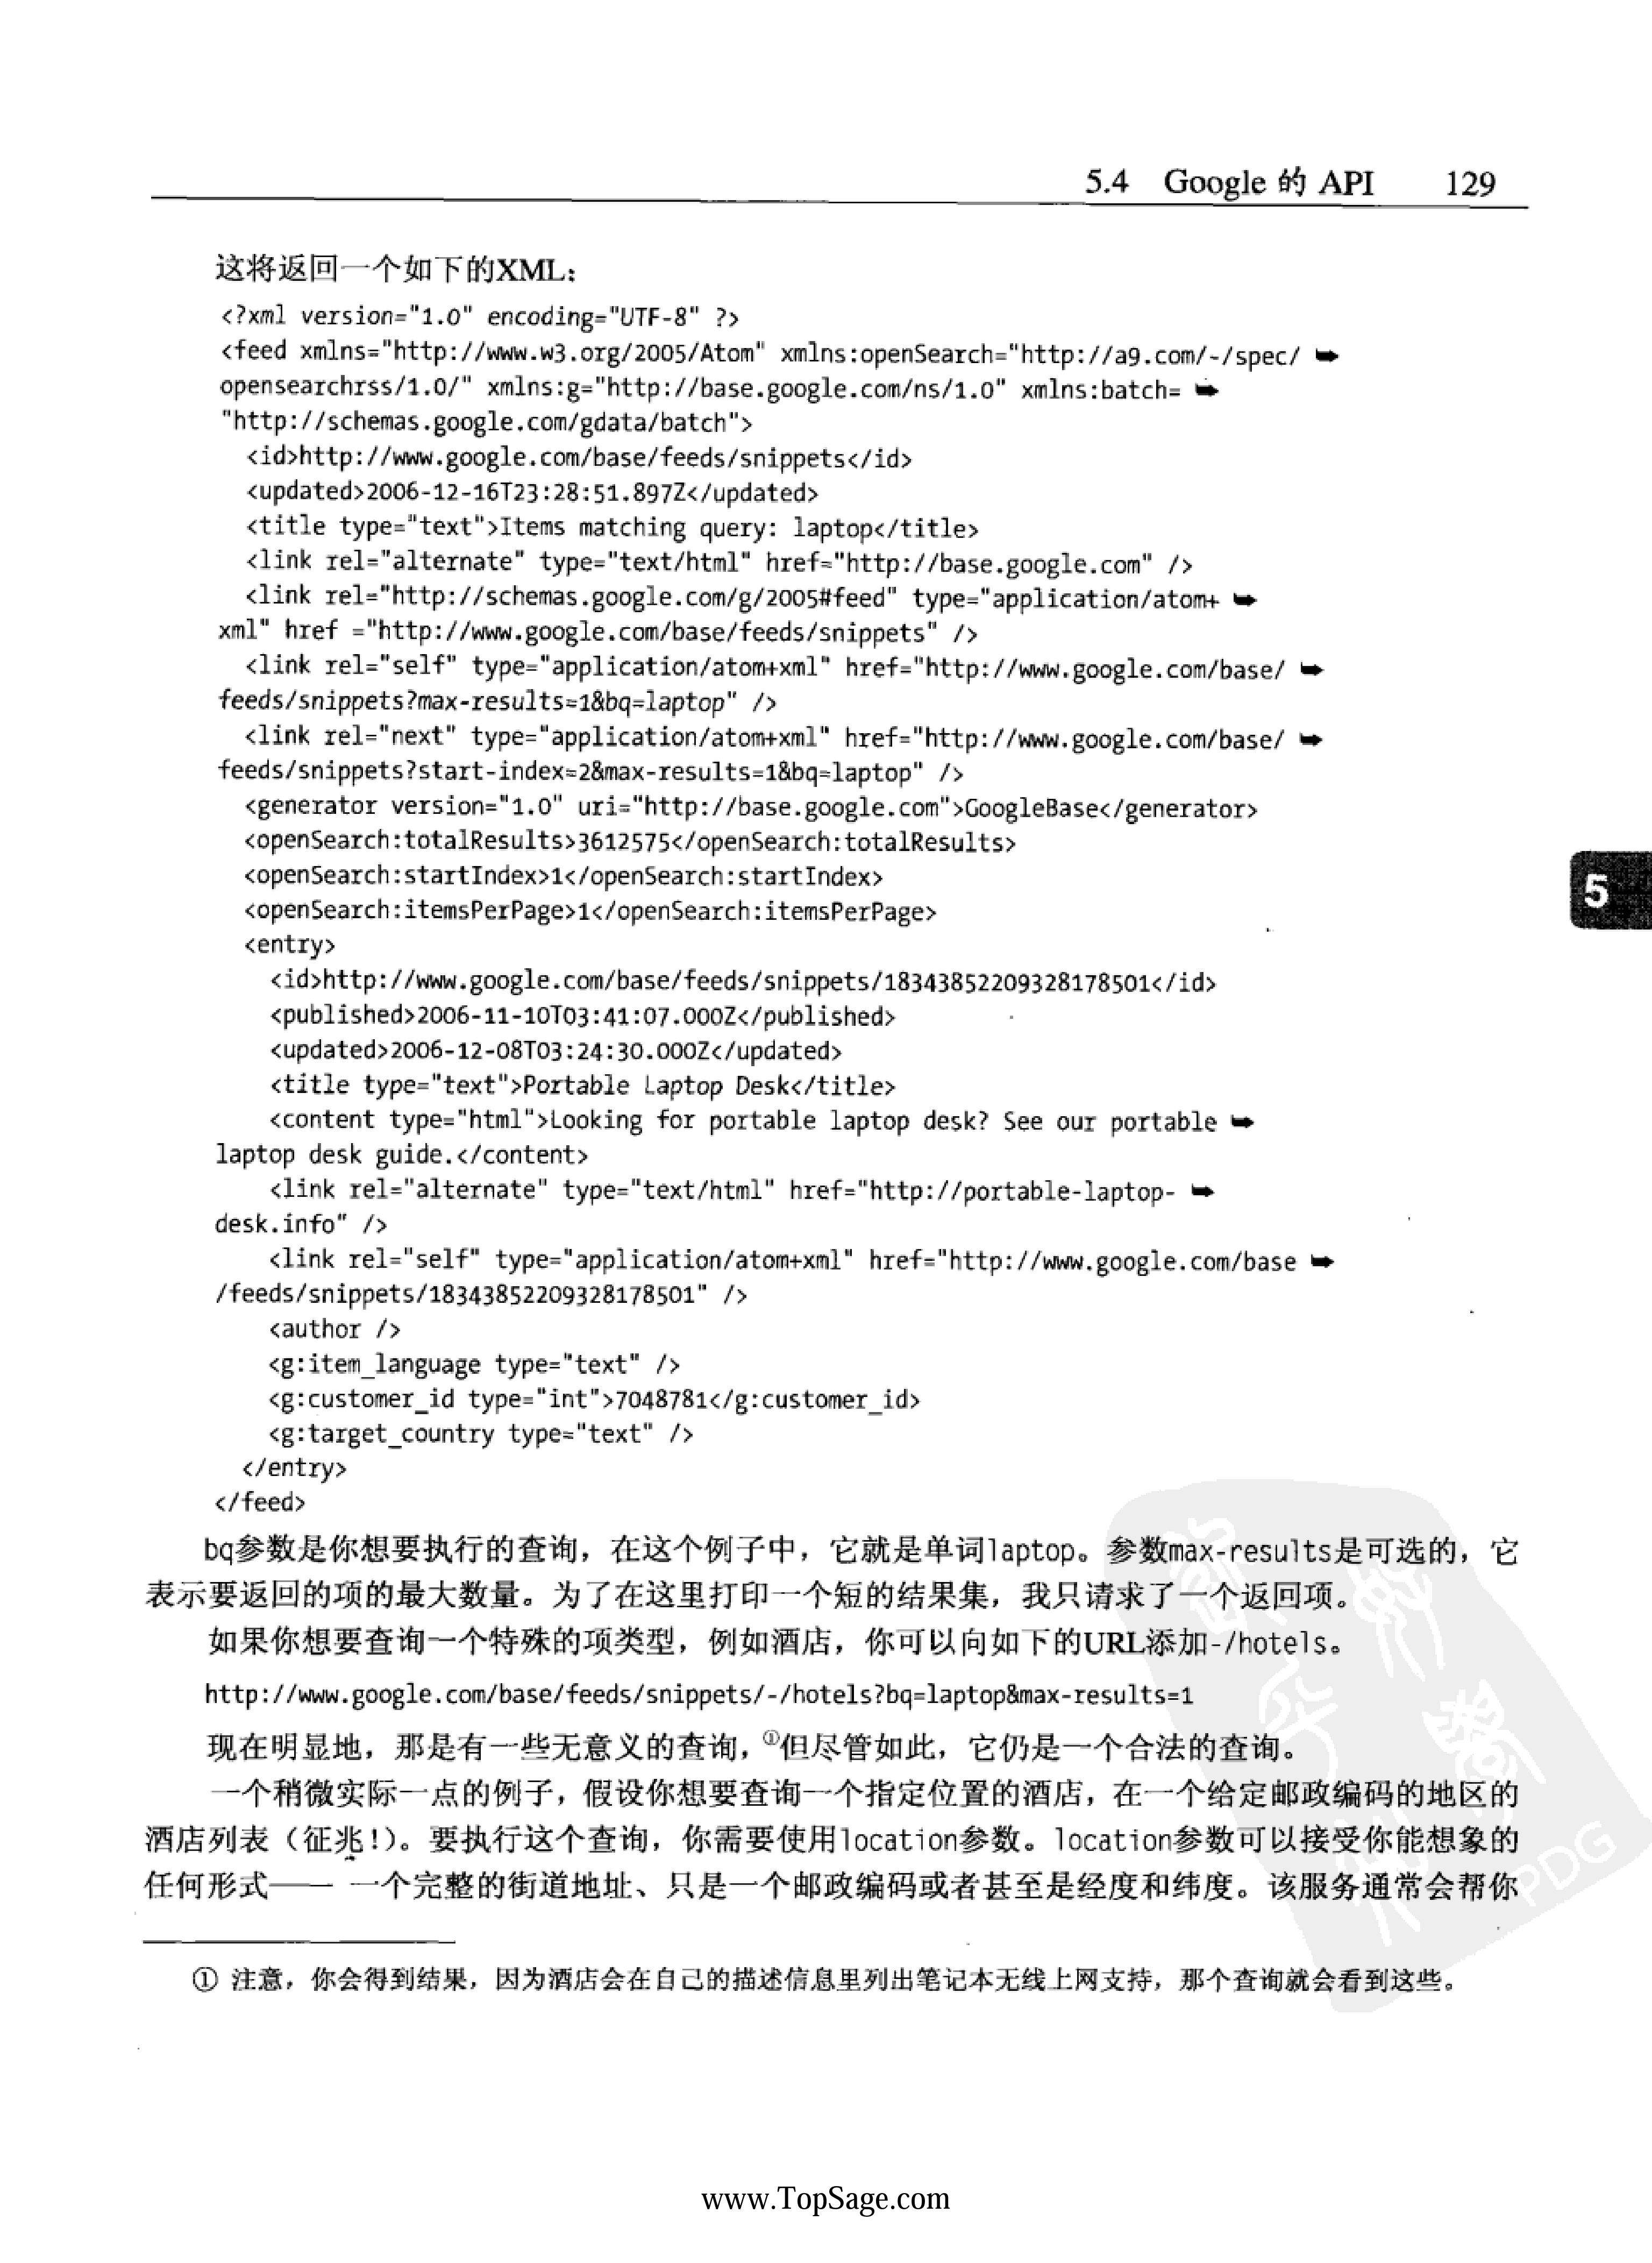 5.4 Google 的 API 129
这将返回一个如下的XML：
<?xml version="1.0" encoding="UTF-8" ?>
<feed xmlns="http://www.w3.org/2005/Atom" xmlns:openSearch="http://a9.com/-/spec/ ➥
opensearchrss/1.0/" xmlns:g="http://base.google.com/ns/1.0" xmlns:batch= ➥
"http://schemas.google.com/gdata/batch">
<id>http://www.google.com/base/feeds/snippets</id>
<updated>2006-12-16T23:28:51.897Z</updated>
<title type="text">Items matching query: laptop</title>
<link rel="alternate" type="text/html" href="http://base.google.com" />
<link rel="http://schemas.google.com/g/2005#feed" type="application/atom+ ➥
xml" href ="http://www.google.com/base/feeds/snippets" />
<link rel="self" type="application/atom+xml" href="http://www.google.com/base/ ➥
feeds/snippets?max-results=1&bq=laptop" />
<link rel="next" type="application/atom+xml" href="http://www.google.com/base/ ➥
feeds/snippets?start-index=2&max-results=1&bq=laptop" />
<generator version="1.0" uri="http://base.google.com">GoogleBase</generator>
<openSearch:totalResults>3612575</openSearch:totalResults>
<openSearch:startIndex>1</openSearch:startIndex>
<openSearch:itemsPerPage>1</openSearch:itemsPerPage>
5
<entry>
<id>http://www.google.com/base/feeds/snippets/18343852209328178501</id>
<published>2006-11-10T03:41:07.000Z</published>
<updated>2006-12-08T03:24:30.000Z</updated>
<title type="text">Portable Laptop Desk</title>
<content type="html">Looking for portable laptop desk? See our portable ➥
laptop desk guide.</content>
<link rel="alternate" type="text/html" href="http://portable-laptop- ➥
desk.info" />
<link rel="self" type="application/atom+xml" href="http://www.google.com/base ➥
/feeds/snippets/18343852209328178501" />
<author />
<g:item_language type="text" />
<g:customer_id type="int">7048781</g:customer_id>
<g:target_country type="text" />
</entry>
</feed>
bq参数是你想要执行的查询，在这个例子中，它就是单词laptop。参数max-results是可选的，它
表示要返回的项的最大数量。为了在这里打印一个短的结果集，我只请求了一个返回项。
如果你想要查询一个特殊的项类型，例如酒店，你可以向如下的URL添加-/hotels。
http://www.google.com/base/feeds/snippets/-/hotels?bq=laptop&max-results=1
现在明显地，那是有一些无意义的查询，①但尽管如此，它仍是一个合法的查询。
一个稍微实际一点的例子，假设你想要查询一个指定位置的酒店，在一个给定邮政编码的地区的
酒店列表（征兆！）。要执行这个查询，你需要使用location参数。location参数可以接受你能想象的
任何形式—— 一个完整的街道地址、只是一个邮政编码或者甚至是经度和纬度。该服务通常会帮你
PDG
① 注意，你会得到结果，因为酒店会在自己的描述信息里列出笔记本无线上网支持，那个查询就会看到这些。
www.TopSage.com